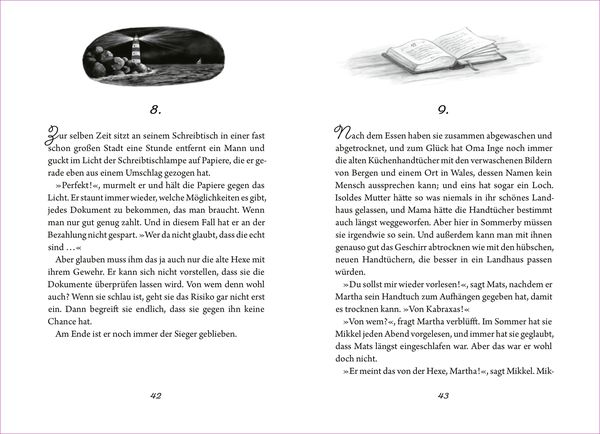 8.
Zur selben Zeit sitzt an seinem Schreibtisch in einer fast
schon großen Stadt eine Stunde entfernt ein Mann und
guckt im Licht der Schreibtischlampe auf Papiere, die er ge-
rade eben aus einem Umschlag gezogen hat.
»Perfekt!«, murmelt er und hält die Papiere gegen das
Licht. Er staunt immer wieder, welche Möglichkeiten es gibt,
jedes Dokument zu bekommen, das man braucht. Wenn
man nur gut genug zahlt. Und in diesem Fall hat er an der
Bezahlung nicht gespart. »Wer da nicht glaubt, dass die echt
sind …«
Aber glauben muss ihm das ja auch nur die alte Hexe mit
ihrem Gewehr. Er kann sich nicht vorstellen, dass sie die
Dokumente überprüfen lassen wird. Von wem denn wohl
auch? Wenn sie schlau ist, geht sie das Risiko gar nicht erst
ein. Dann begreift sie endlich, dass sie gegen ihn keine
Chance hat.
Am Ende ist er noch immer der Sieger geblieben.
42
9.
Nach dem Essen haben sie zusammen abgewaschen und
abgetrocknet, und zum Glück hat Oma Inge noch immer
die alten Küchenhandtücher mit den verwaschenen Bildern
von Bergen und einem Ort in Wales, dessen Namen kein
Mensch aussprechen kann; und eins hat sogar ein Loch.
Isoldes Mutter hätte so was niemals in ihr schönes Land-
haus gelassen, und Mama hätte die Handtücher bestimmt
auch längst weggeworfen. Aber hier in Sommerby müssen
sie irgendwie so sein. Und außerdem kann man mit ihnen
genauso gut das Geschirr abtrocknen wie mit den hübschen,
neuen Handtüchern, die besser in ein Landhaus passen
würden.
»Du sollst mir wieder vorlesen!«, sagt Mats, nachdem er
Martha sein Handtuch zum Aufhängen gegeben hat, damit
es trocknen kann. »Von Kabraxas!«
»Von wem?«, fragt Martha verblüfft. Im Sommer hat sie
Mikkel jeden Abend vorgelesen, und immer hat sie geglaubt,
dass Mats längst eingeschlafen war. Aber das war er wohl
doch nicht.
»Er meint das von der Hexe, Martha!«, sagt Mikkel. Mik-
43